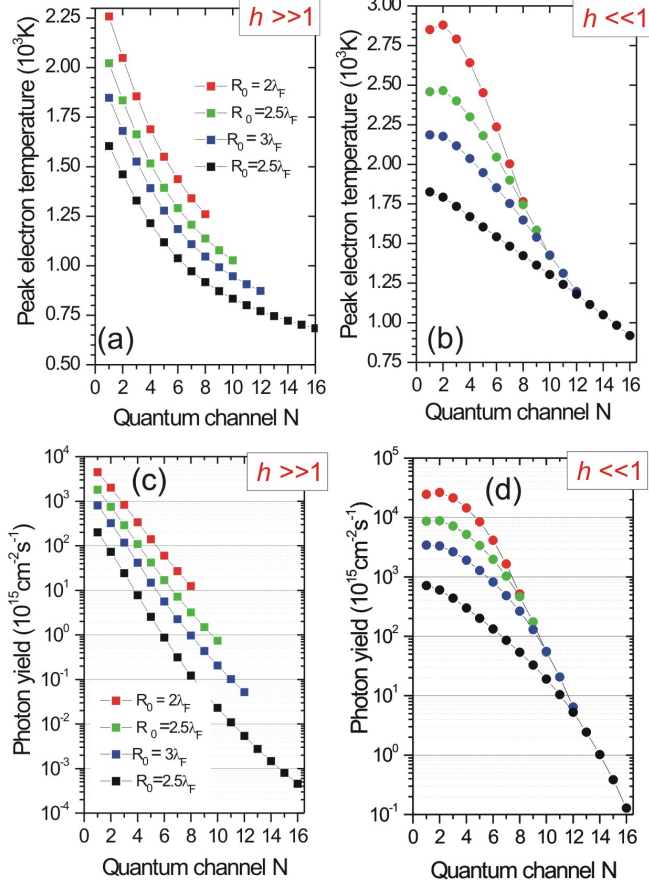 h >>1
2.25
2.00
1.75
1.50
1.25
1.00
0.75
0.50
Peak electron temperature (10³K)
R₀ = 2λF
R₀ = 2.5λF
R₀ = 3λF
R₀=2.5λF
(a)
0 2 4 6 8 10 12 14 16
Quantum channel N
h <<1
3.00
2.75
2.50
2.25
2.00
1.75
1.50
1.25
1.00
0.75
Peak electron temperature (10³K)
(b)
0 2 4 6 8 10 12 14 16
Quantum channel N
(c)
h >>1
10⁴
10³
10²
10¹
10⁰
10⁻¹
10⁻²
10⁻³
10⁻⁴
Photon yield (10¹⁵cm⁻²s⁻¹)
R₀ = 2λF
R₀ = 2.5λF
R₀ = 3λF
R₀=2.5λF
0 2 4 6 8 10 12 14 16
Quantum channel N
(d)
h <<1
10⁵
10⁴
10³
10²
10¹
10⁰
10⁻¹
Photon yield (10¹⁵cm⁻²s⁻¹)
0 2 4 6 8 10 12 14 16
Quantum channel N